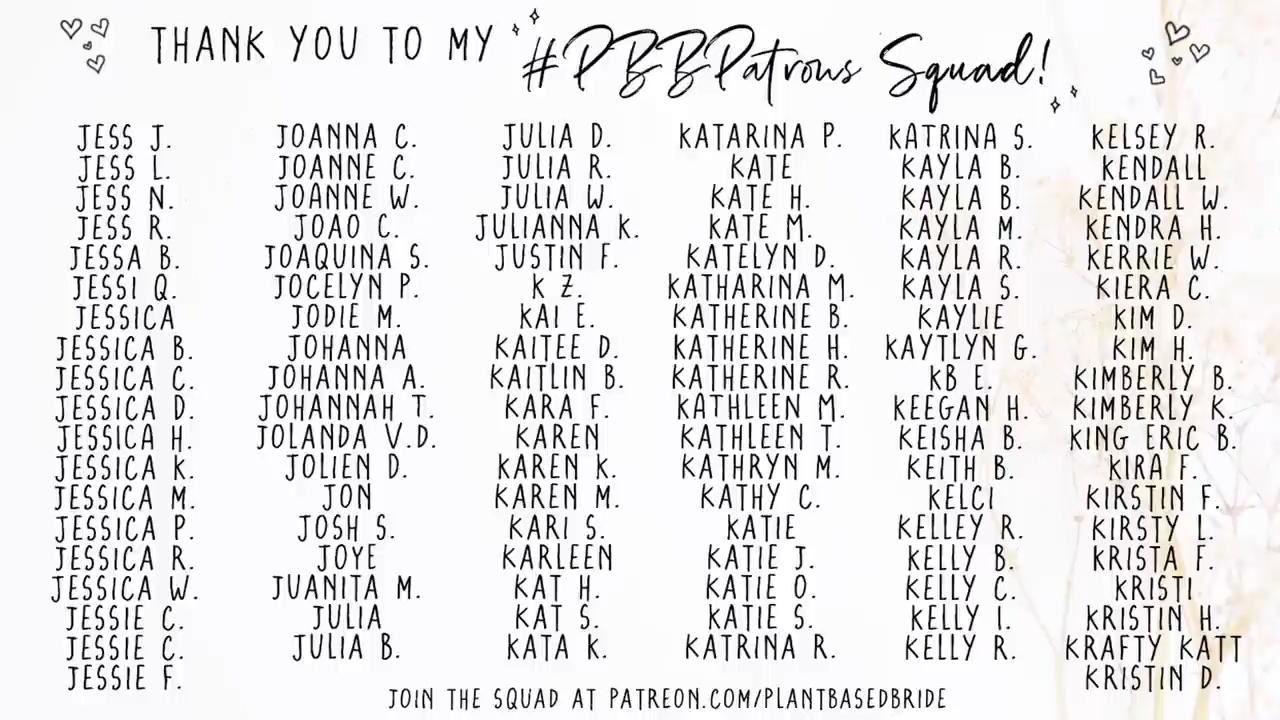 THANK YOU TO MY #PBBPatrons Squad!
JESS J.
JESS L.
JESS N.
JESS R.
JESSA B.
JESSI Q.
JESSICA
JESSICA B.
JESSICA C.
JESSICA D.
JESSICA H.
JESSICA K.
JESSICA M.
JESSICA P.
JESSICA R.
JESSICA W.
JESSIE C.
JESSIE C.
JESSIE F.
JOANNA C.
JOANNE C.
JOANNE W.
JOAO C.
JOAQUINA S.
JOCELYN P.
JODIE M.
JOHANNA
JOHANNA A.
JOHANNAH T.
JOLANDA V.D.
JOLIEN D.
JON
JOSH S.
JOYE
JUANITA M.
JULIA
JULIA B.
JULIA D.
JULIA R.
JULIA W.
JULIANNA K.
JUSTIN F.
K Z.
KAI E.
KAITEE D.
KAITLIN B.
KARA F.
KAREN
KAREN K.
KAREN M.
KARI S.
KARLEEN
KAT H.
KAT S.
KATA K.
KATARINA P.
KATE
KATE H.
KATE M.
KATELYN D.
KATHARINA M.
KATHERINE B.
KATHERINE H.
KATHERINE R.
KATHLEEN M.
KATHLEEN T.
KATHRYN M.
KATHY C.
KATIE
KATIE J.
KATIE O.
KATIE S.
KATRINA R.
KATRINA S.
KAYLA B.
KAYLA B.
KAYLA M.
KAYLA R.
KAYLA S.
KAYLIE
KAYTLYN G.
KB E.
KEEGAN H.
KEISHA B.
KEITH B.
KELCI
KELLEY R.
KELLY B.
KELLY C.
KELLY I.
KELLY R.
KELSEY R.
KENDALL
KENDALL W.
KENDRA H.
KERRIE W.
KIERA C.
KIM D.
KIM H.
KIMBERLY B.
KIMBERLY K.
KING ERIC B.
KIRA F.
KIRSTIN F.
KIRSTY L.
KRISTA F.
KRISTI
KRISTIN H.
KRAFTY KATT
KRISTIN D.
JOIN THE SQUAD AT PATREON.COM/PLANTBASEDBRIDE